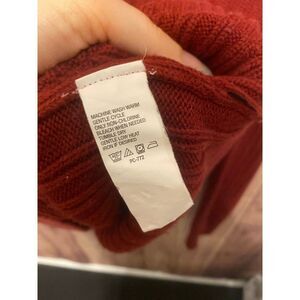 MACHINE WASH WARM
GENTLE CYCLE
ONLY NON-CHLORINE
BLEACH WHEN NEEDED
TUMBLE DRY
GENTLE LOW HEAT
IRON IF DESIRED
PC-772